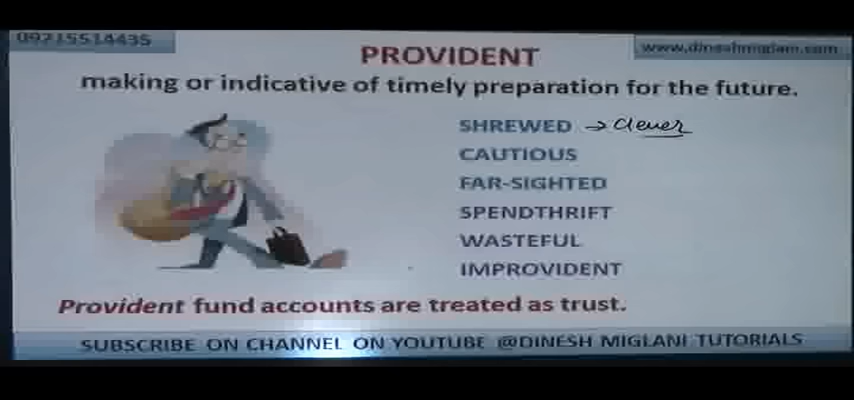 09215514435
www.dineshmiglani.com
PROVIDENT
making or indicative of timely preparation for the future.
SHREWED → Clever
CAUTIOUS
FAR-SIGHTED
SPENDTHRIFT
WASTEFUL
IMPROVIDENT
Provident fund accounts are treated as trust.
SUBSCRIBE ON CHANNEL ON YOUTUBE @DINESH MIGLANI TUTORIALS